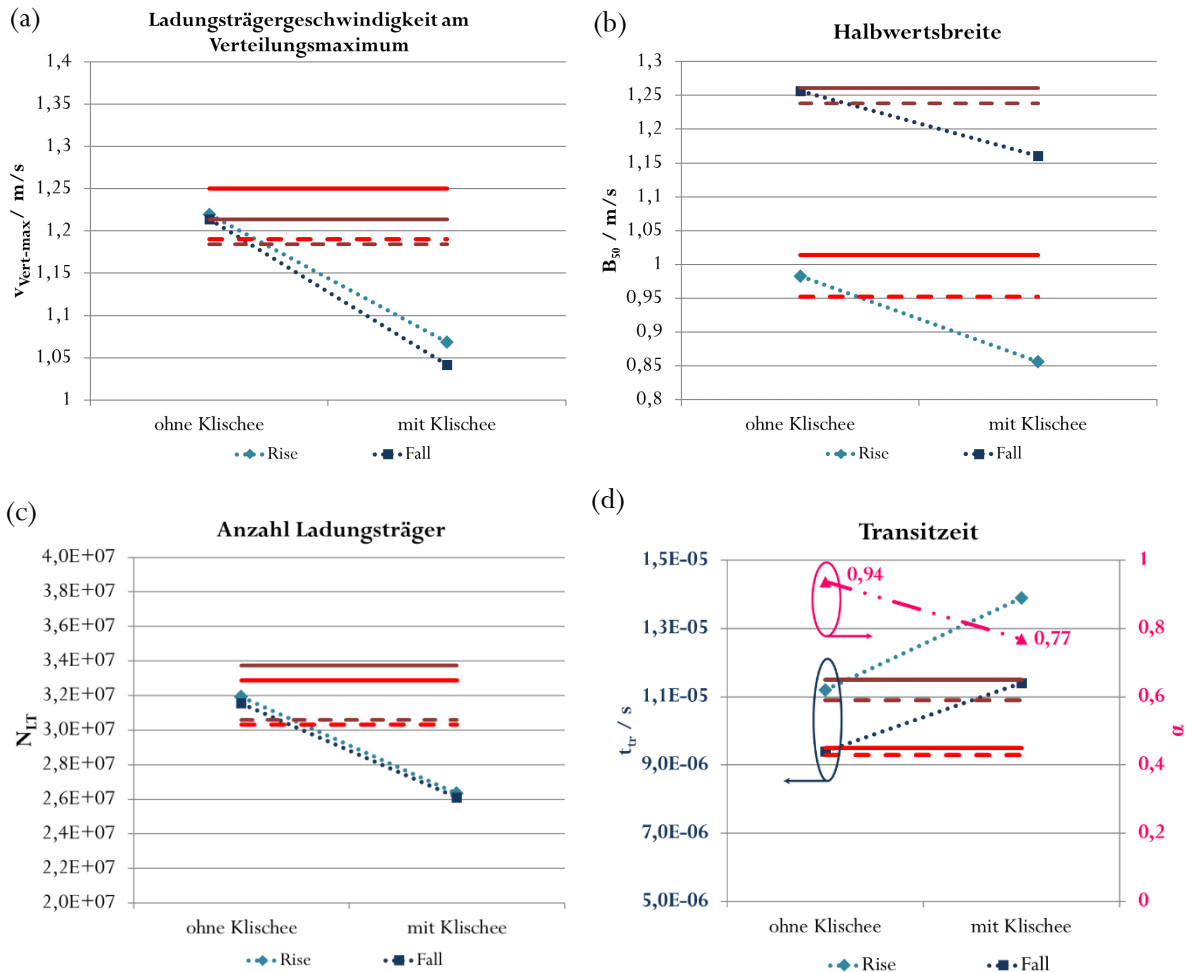 (a)
Ladungsträgergeschwindigkeit am
Verteilungsmaximum
1,4
1,35
1,3
1,25
1,2
1,15
1,1
1,05
1
vVert-max / m/s
ohne Klischee
mit Klischee
Rise
Fall
(b)
Halbwertsbreite
1,3
1,25
1,2
1,15
1,1
1,05
1
0,95
0,9
0,85
0,8
B50 / m/s
ohne Klischee
mit Klischee
Rise
Fall
(c)
Anzahl Ladungsträger
4,0E+07
3,8E+07
3,6E+07
3,4E+07
3,2E+07
3,0E+07
2,8E+07
2,6E+07
2,4E+07
2,2E+07
2,0E+07
NLT
ohne Klischee
mit Klischee
Rise
Fall
(d)
Transitzeit
1,5E-05
1,3E-05
1,1E-05
9,0E-06
7,0E-06
5,0E-06
ttr / s
0,94
0,77
1
0,8
0,6
0,4
0,2
0
α
ohne Klischee
mit Klischee
Rise
Fall